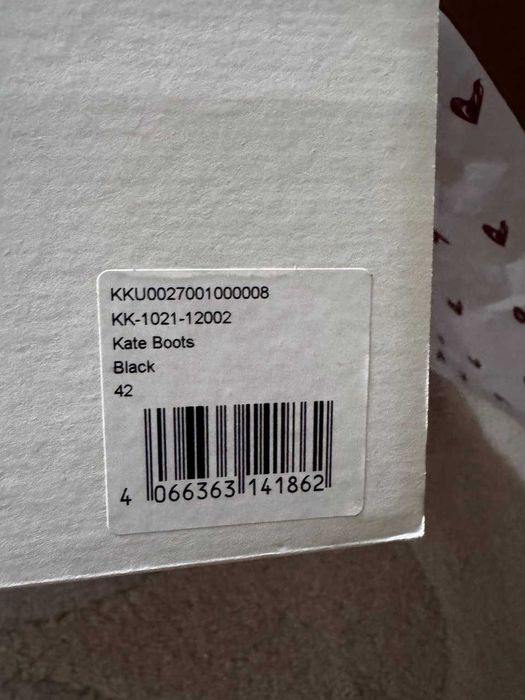 KKU0027001000008
KK-1021-12002
Kate Boots
Black
42
4 066363 141862